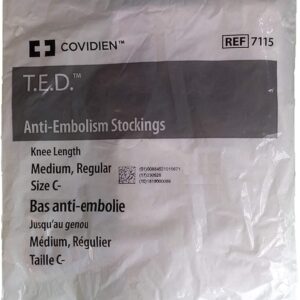 COVIDIEN™
REF 7115
T.E.D.™
Anti-Embolism Stockings
Knee Length
Medium, Regular
Size C-
Bas anti-embolie
Jusqu'au genou
Médium, Régulier
Taille C-